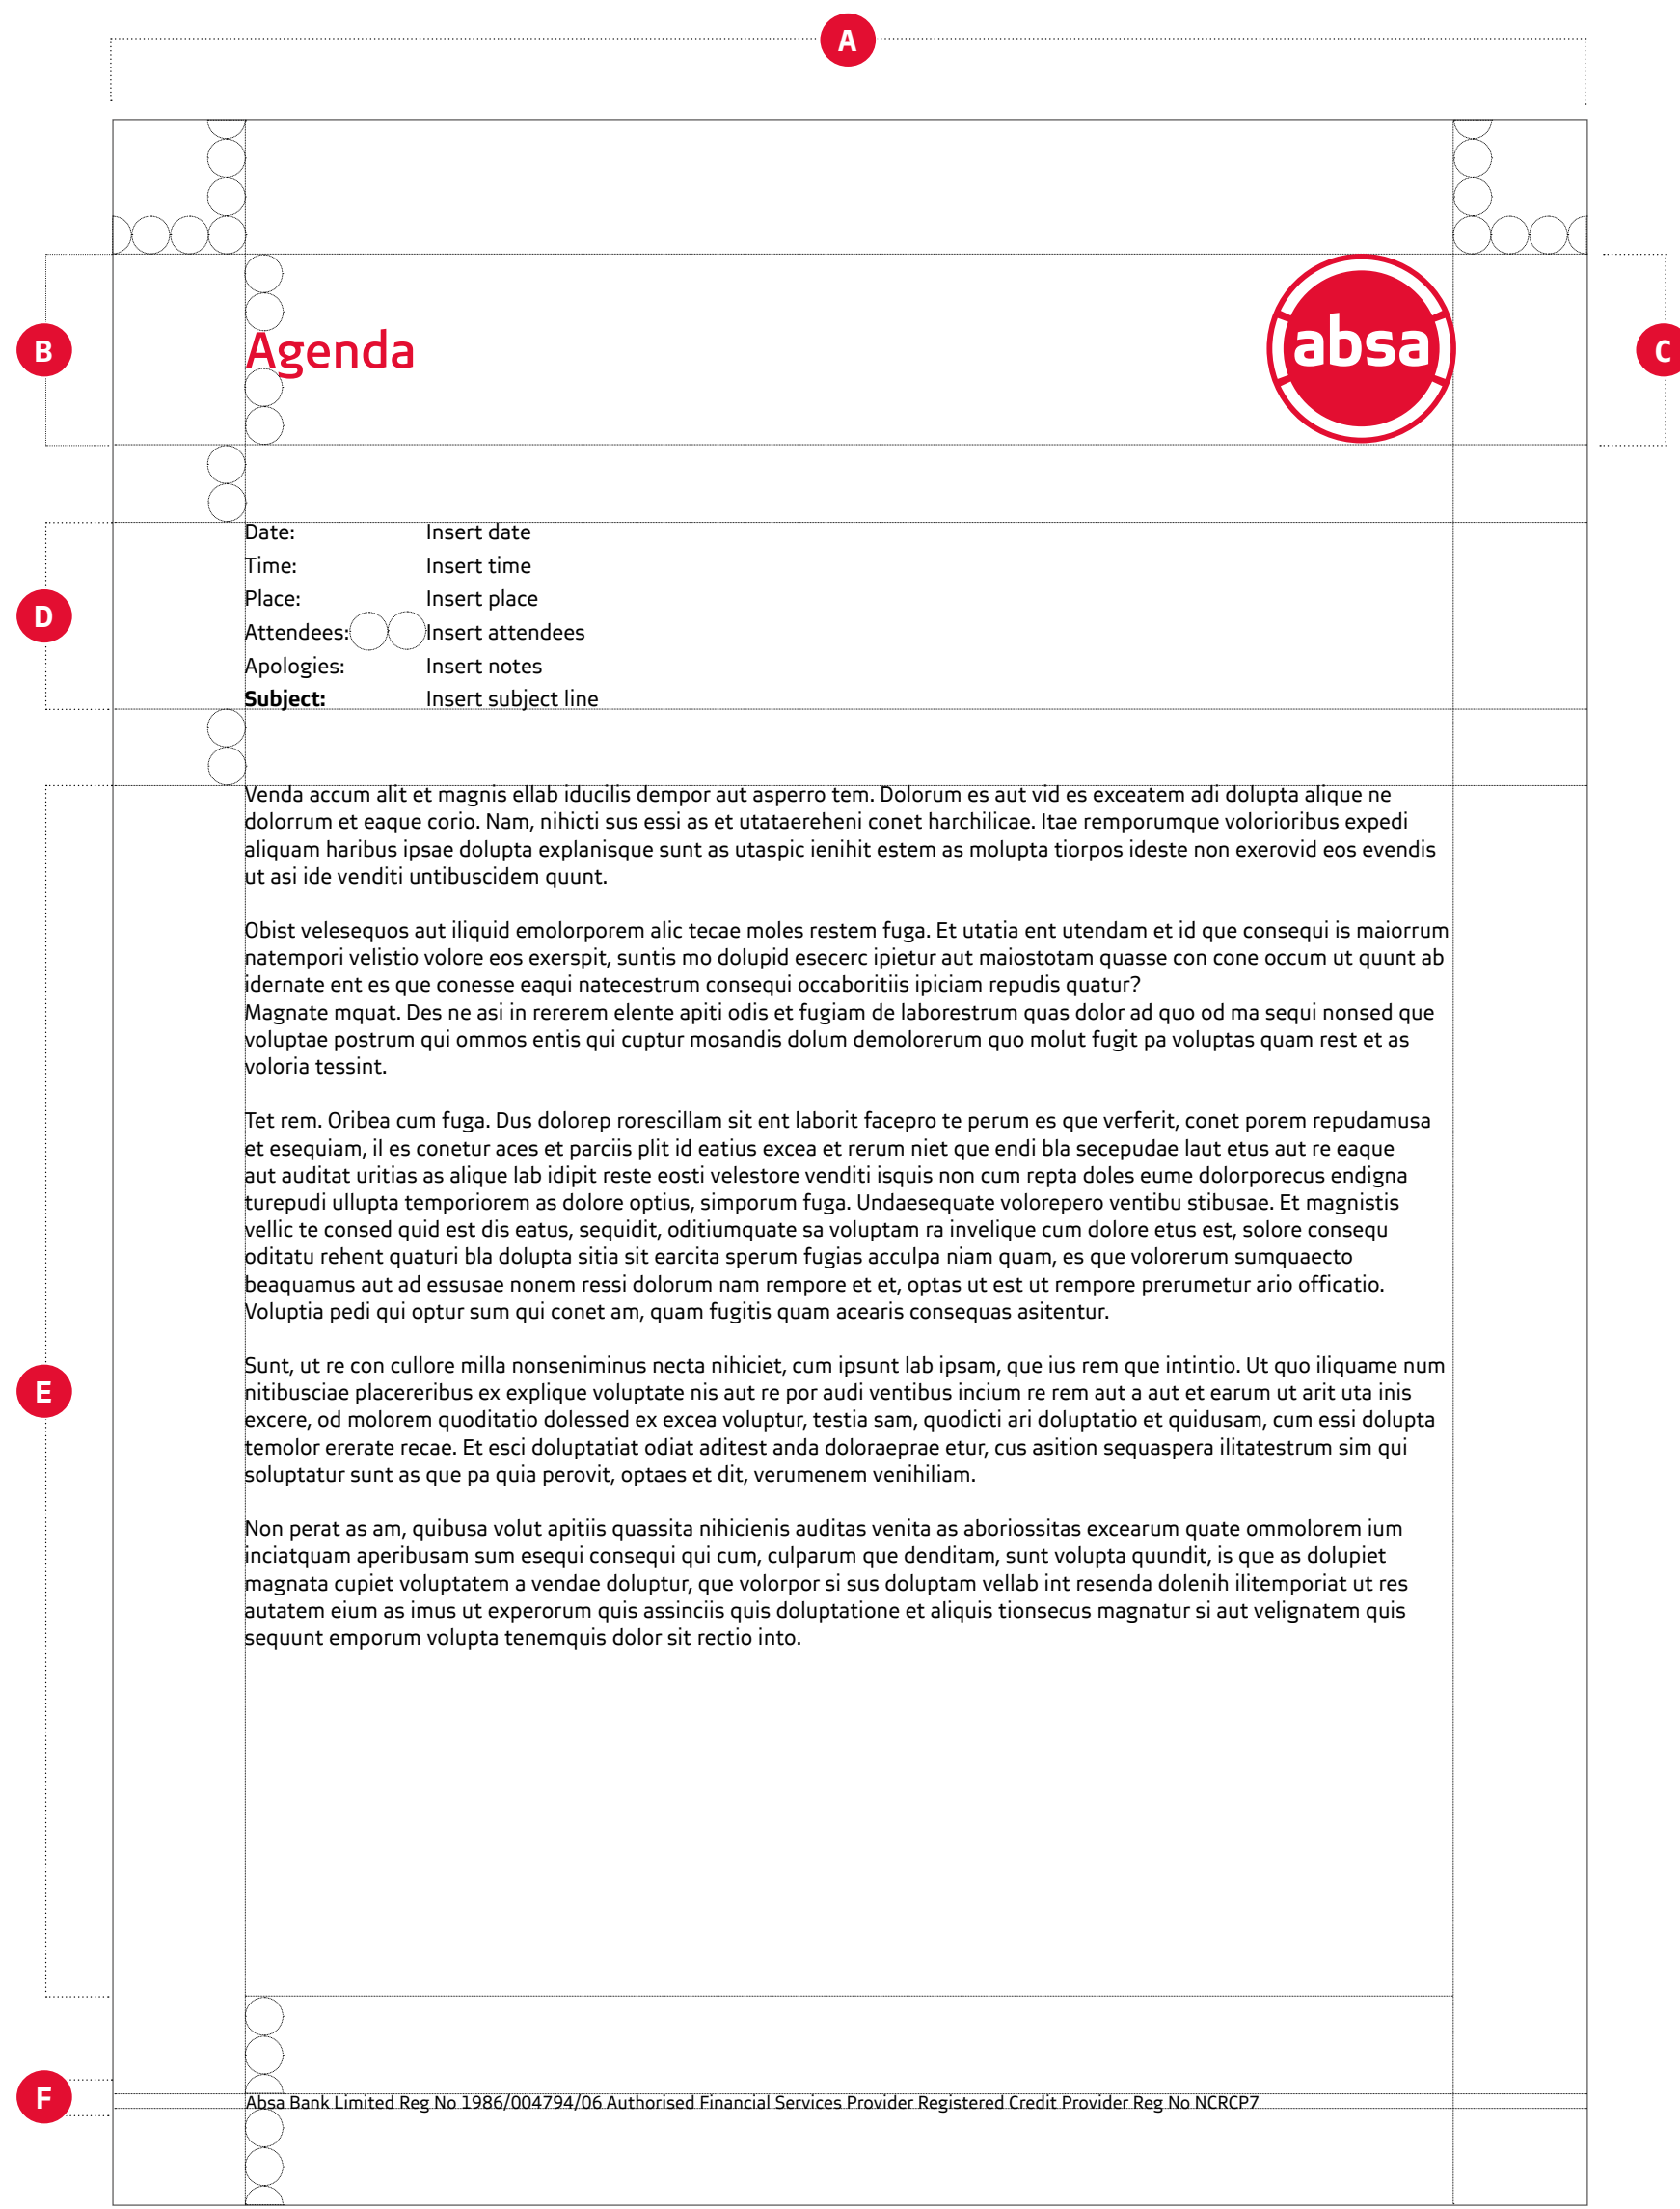 A
B
Agenda
absa
C
Date: Insert date
Time: Insert time
D
Place: Insert place
Attendees: Insert attendees
Apologies: Insert notes
Subject: Insert subject line
Venda accum alit et magnis ellab iducilis dempor aut asperro tem. Dolorum es aut vid es exceatem adi dolupta alique ne
dolorrum et eaque corio. Nam, nihicti sus essi as et utataereheni conet harchilicae. Itae remporumque volorioribus expedi
aliquam haribus ipsae dolupta explanisque sunt as utaspic ienihit estem as molupta tiorpos ideste non exerovid eos evendis
ut asi ide venditi untibuscidem quunt.
Obist velesequos aut iliquid emolorporem alic tecae moles restem fuga. Et utatia ent utendam et id que consequi is maiorrum
natempori velistio volore eos exerspit, suntis mo dolupid esecerc ipietur aut maiostotam quasse con cone occum ut quunt ab
idernate ent es que conesse eaqui natecestrum consequi occaboritiis ipiciam repudis quatur?
Magnate mquat. Des ne asi in rererem elente apiti odis et fugiam de laborestrum quas dolor ad quo od ma sequi nonsed que
voluptae postrum qui ommos entis qui cuptur mosandis dolum demolorerum quo molut fugit pa voluptas quam rest et as
voloria tessint.
Tet rem. Oribea cum fuga. Dus dolorep rorescillam sit ent laborit facepro te perum es que verferit, conet porem repudamusa
et esequiam, il es conetur aces et parciis plit id eatius excea et rerum niet que endi bla secepudae laut etus aut re eaque
aut auditat uritias as alique lab idipit reste eosti velestore venditi isquis non cum repta doles eume dolorporecus endigna
turepudi ullupta temporiorem as dolore optius, simporum fuga. Undaesequate volorepero ventibu stibusae. Et magnistis
vellic te consed quid est dis eatus, sequidit, oditiumquate sa voluptam ra invelique cum dolore etus est, solore consequ
oditatu rehent quaturi bla dolupta sitia sit earcita sperum fugias acculpa niam quam, es que volorerum sumquaecto
beaquamus aut ad essusae nonem ressi dolorum nam rempore et et, optas ut est ut rempore prerumetur ario officatio.
Voluptia pedi qui optur sum qui conet am, quam fugitis quam acearis consequas asitentur.
Sunt, ut re con cullore milla nonseniminus necta nihiciet, cum ipsunt lab ipsam, que ius rem que intintio. Ut quo iliquame num
E
nitibusciae placereribus ex explique voluptate nis aut re por audi ventibus incium re rem aut a aut et earum ut arit uta inis
excere, od molorem quoditatio dolessed ex excea voluptur, testia sam, quodicti ari doluptatio et quidusam, cum essi dolupta
temolor ererate recae. Et esci doluptatiat odiat aditest anda doloraeprae etur, cus asition sequaspera ilitatestrum sim qui
soluptatur sunt as que pa quia perovit, optaes et dit, verumenem venihiliam.
Non perat as am, quibusa volut apitiis quassita nihicienis auditas venita as aboriossitas excearum quate ommolorem ium
inciatquam aperibusam sum esequi consequi qui cum, culparum que denditam, sunt volupta quundit, is que as dolupiet
magnata cupiet voluptatem a vendae doluptur, que volorpor si sus doluptam vellab int resenda dolenih ilitemporiat ut res
autatem eium as imus ut experorum quis assinciis quis doluptatione et aliquis tionsecus magnatur si aut velignatem quis
sequunt emporum volupta tenemquis dolor sit rectio into.
F
Absa Bank Limited Reg No 1986/004794/06 Authorised Financial Services Provider Registered Credit Provider Reg No NCRCP7